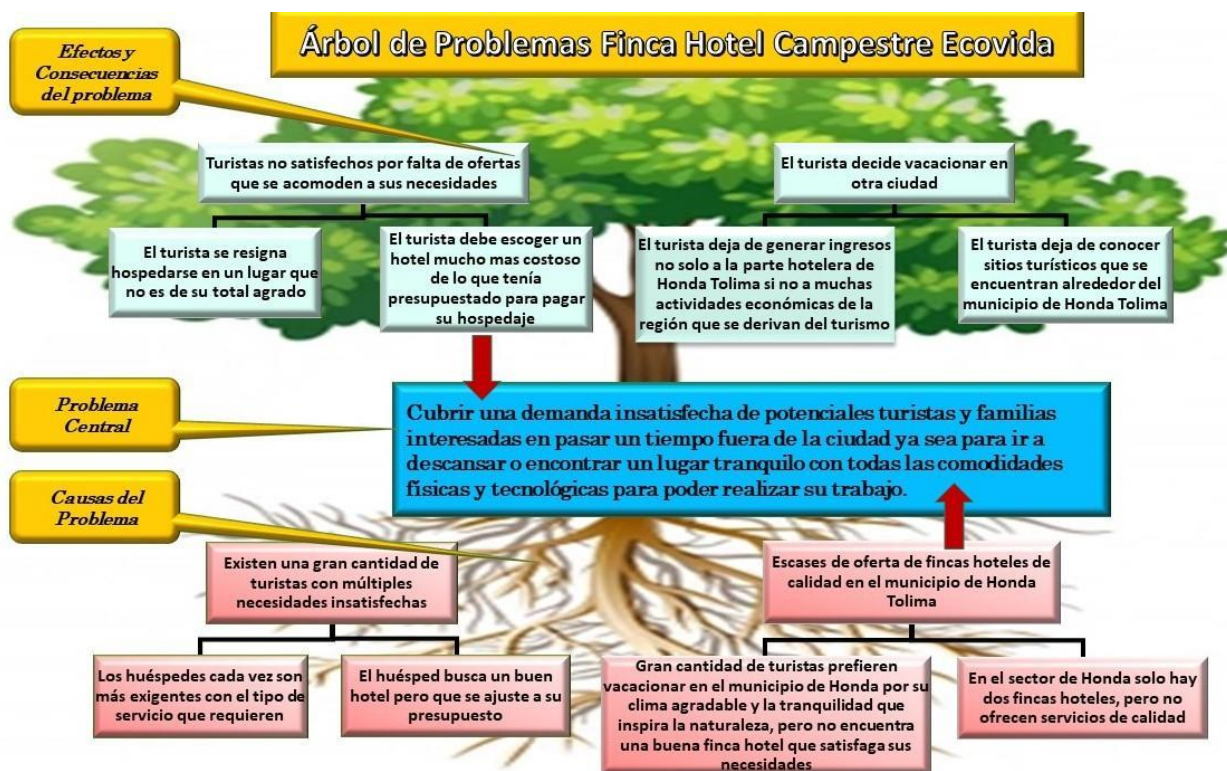 Árbol de Problemas Finca Hotel Campestre Ecovida
Efectos y
Consecuencias
del problema
Turistas no satisfechos por falta de ofertas
que se acomoden a sus necesidades
El turista decide vacacionar en
otra ciudad
El turista se resigna
hospedarse en un lugar que
no es de su total agrado
El turista debe escoger un
hotel mucho mas costoso
de lo que tenía
presupuestado para pagar
su hospedaje
El turista deja de generar ingresos
no solo a la parte hotelera de
Honda Tolima si no a muchas
actividades económicas de la
región que se derivan del turismo
El turista deja de conocer
sitios turísticos que se
encuentran alrededor del
municipio de Honda Tolima
Problema
Central
Cubrir una demanda insatisfecha de potenciales turistas y familias
interesadas en pasar un tiempo fuera de la ciudad ya sea para ir a
descansar o encontrar un lugar tranquilo con todas las comodidades
físicas y tecnológicas para poder realizar su trabajo.
Causas del
Problema
Existen una gran cantidad de
turistas con múltiples
necesidades insatisfechas
Escases de oferta de fincas hoteles de
calidad en el municipio de Honda
Tolima
Los huéspedes cada vez son
más exigentes con el tipo de
servicio que requieren
El huésped busca un buen
hotel pero que se ajuste a su
presupuesto
Gran cantidad de turistas prefieren
vacacionar en el municipio de Honda por su
clima agradable y la tranquilidad que
inspira la naturaleza, pero no encuentra
una buena finca hotel que satisfaga sus
necesidades
En el sector de Honda solo hay
dos fincas hoteles, pero no
ofrecen servicios de calidad